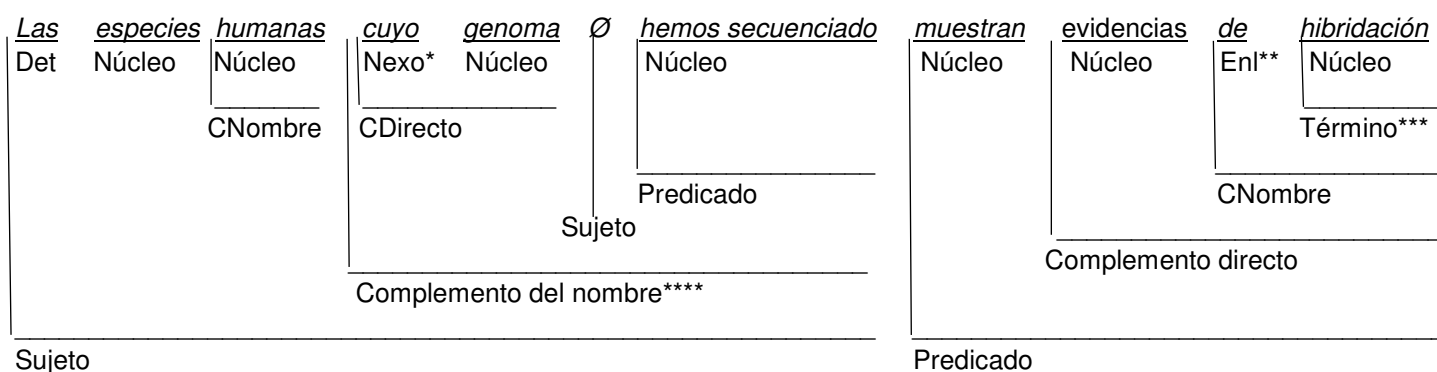 Las especies humanas cuyo genoma Ø hemos secuenciado muestran evidencias de hibridación
Det Núcleo Núcleo Nexo* Núcleo Núcleo Núcleo Núcleo Enl** Núcleo
CNombre CDirecto Término***
Predicado CNombre
Sujeto
Complemento directo
Complemento del nombre****
Sujeto Predicado